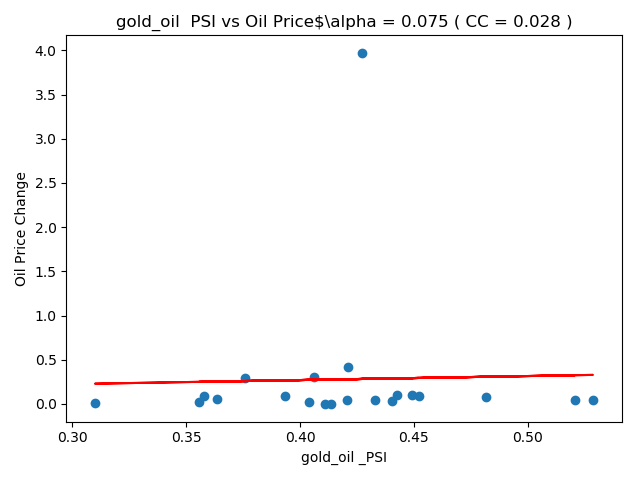 gold_oil  PSI vs Oil Price$\alpha = 0.075 ( CC = 0.028 )
4.0
3.5
3.0
2.5
2.0
1.5
1.0
0.5
0.0
Oil Price Change
0.30 0.35 0.40 0.45 0.50
gold_oil _PSI